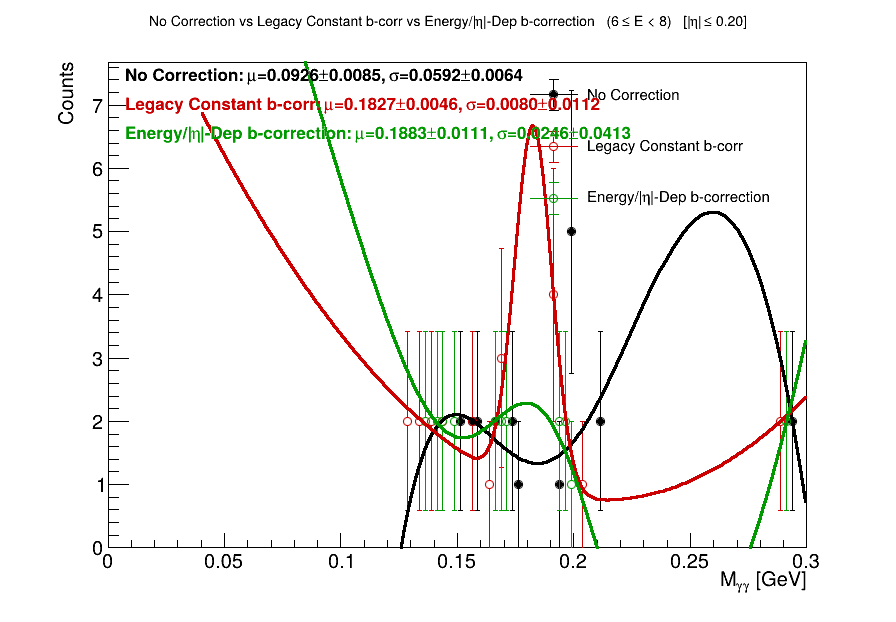 No Correction vs Legacy Constant b-corr vs Energy/|η|-Dep b-correction (6 ≤ E < 8) [|η| ≤ 0.20]
Counts
No Correction: μ=0.0926±0.0085, σ=0.0592±0.0064
Legacy Constant b-corr: μ=0.1827±0.0046, σ=0.0080±0.0112
Energy/|η|-Dep b-correction: μ=0.1883±0.0111, σ=0.0246±0.0413
No Correction
Legacy Constant b-corr
Energy/|η|-Dep b-correction
7
6
5
4
3
2
1
0
0 0.05 0.1 0.15 0.2 0.25 0.3
Mγγ [GeV]